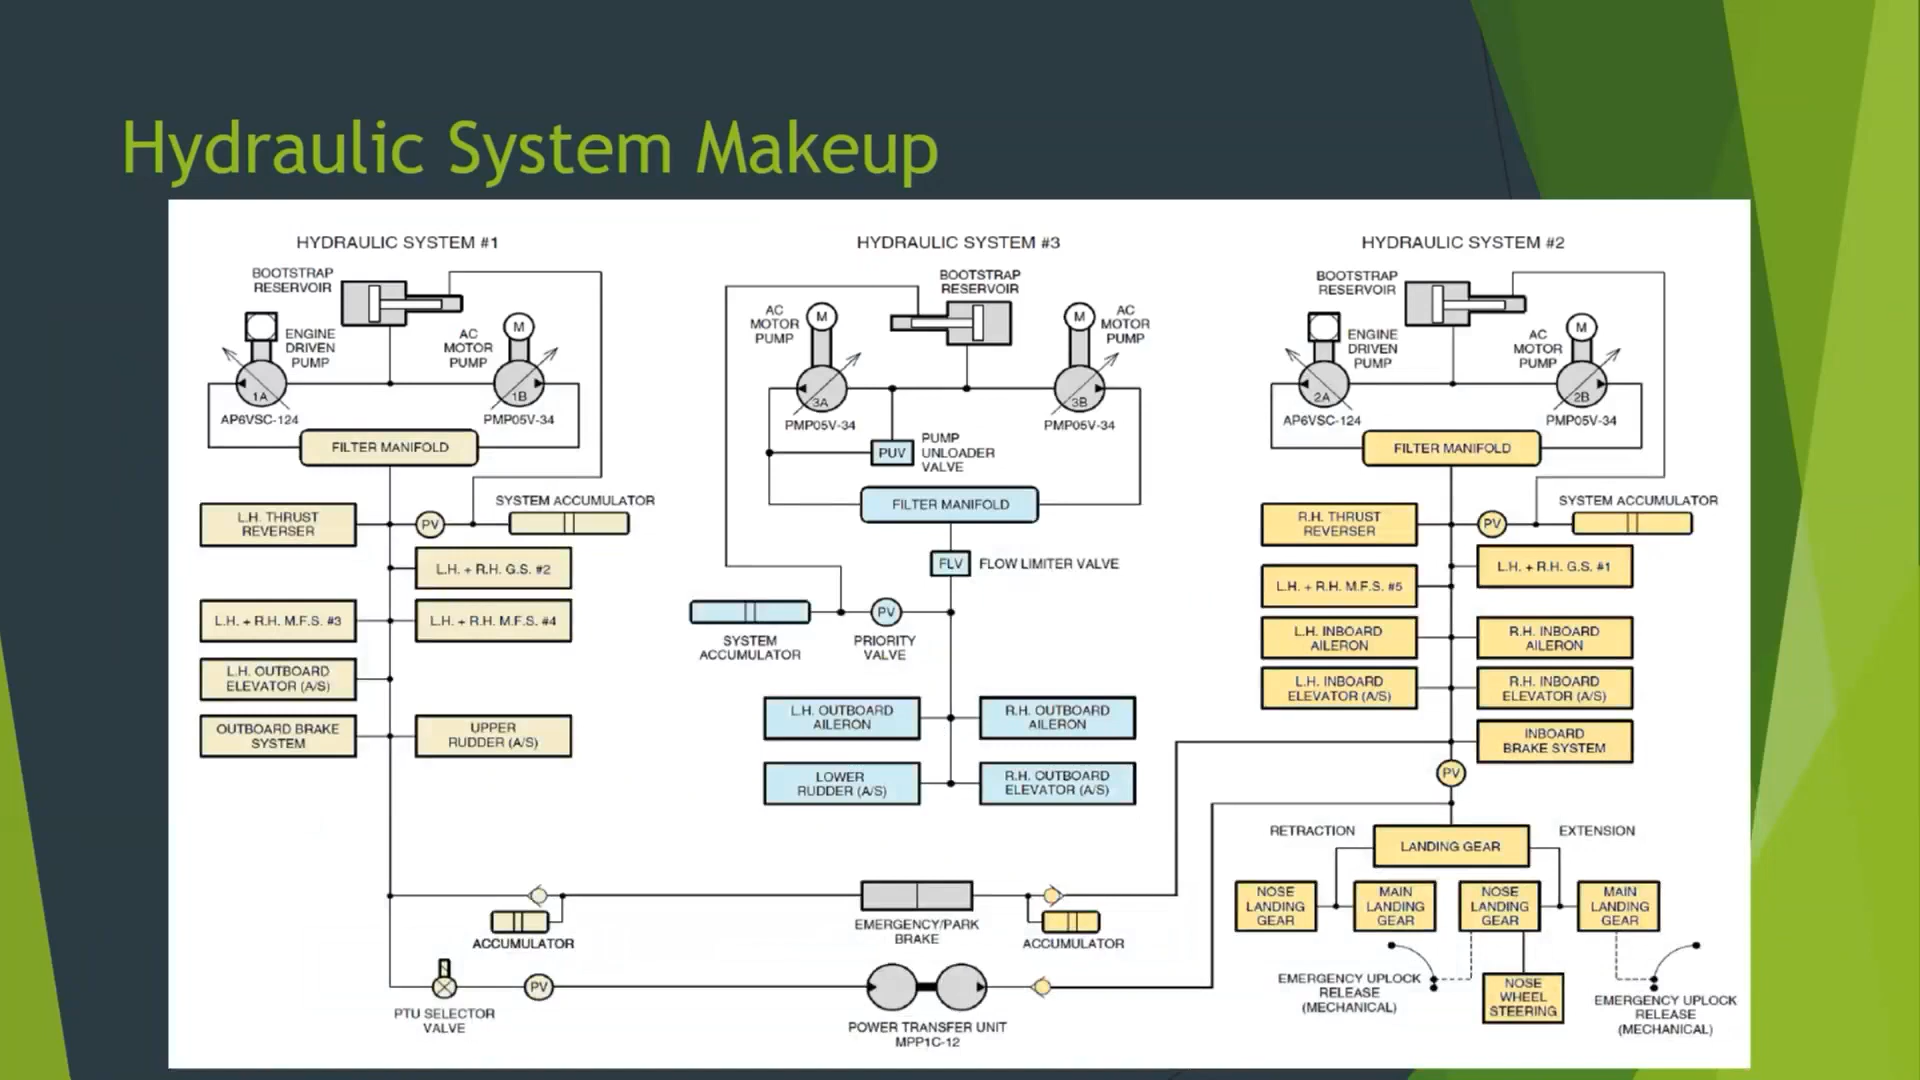 Hydraulic System Makeup
HYDRAULIC SYSTEM #1
BOOTSTRAP
RESERVOIR
ENGINE
DRIVEN
PUMP
AC
MOTOR
PUMP
M
1A
1B
AP6VSC-124
PMP05V-34
FILTER MANIFOLD
SYSTEM ACCUMULATOR
L.H. THRUST
REVERSER
PV
L.H. + R.H. G.S. #2
L.H. + R.H. M.F.S. #3
L.H. + R.H. M.F.S. #4
L.H. OUTBOARD
ELEVATOR (A/S)
OUTBOARD BRAKE
SYSTEM
UPPER
RUDDER (A/S)
HYDRAULIC SYSTEM #3
BOOTSTRAP
RESERVOIR
AC
MOTOR
PUMP
M
M
AC
MOTOR
PUMP
3A
3B
PMP05V-34
PMP05V-34
PUV
PUMP
UNLOADER
VALVE
FILTER MANIFOLD
FLV
FLOW LIMITER VALVE
PV
SYSTEM
ACCUMULATOR
PRIORITY
VALVE
L.H. OUTBOARD
AILERON
R.H. OUTBOARD
AILERON
LOWER
RUDDER (A/S)
R.H. OUTBOARD
ELEVATOR (A/S)
HYDRAULIC SYSTEM #2
BOOTSTRAP
RESERVOIR
ENGINE
DRIVEN
PUMP
AC
MOTOR
PUMP
M
2A
2B
AP6VSC-124
PMP05V-34
FILTER MANIFOLD
SYSTEM ACCUMULATOR
R.H. THRUST
REVERSER
PV
L.H. + R.H. G.S. #1
L.H. + R.H. M.F.S. #5
L.H. INBOARD
AILERON
R.H. INBOARD
AILERON
L.H. INBOARD
ELEVATOR (A/S)
R.H. INBOARD
ELEVATOR (A/S)
INBOARD
BRAKE SYSTEM
PV
RETRACTION
LANDING GEAR
EXTENSION
NOSE
LANDING
GEAR
MAIN
LANDING
GEAR
NOSE
LANDING
GEAR
MAIN
LANDING
GEAR
EMERGENCY UPLOCK
RELEASE
(MECHANICAL)
NOSE
WHEEL
STEERING
EMERGENCY UPLOCK
RELEASE
(MECHANICAL)
ACCUMULATOR
EMERGENCY/PARK
BRAKE
ACCUMULATOR
PTU SELECTOR
VALVE
PV
POWER TRANSFER UNIT
MPP1C-12